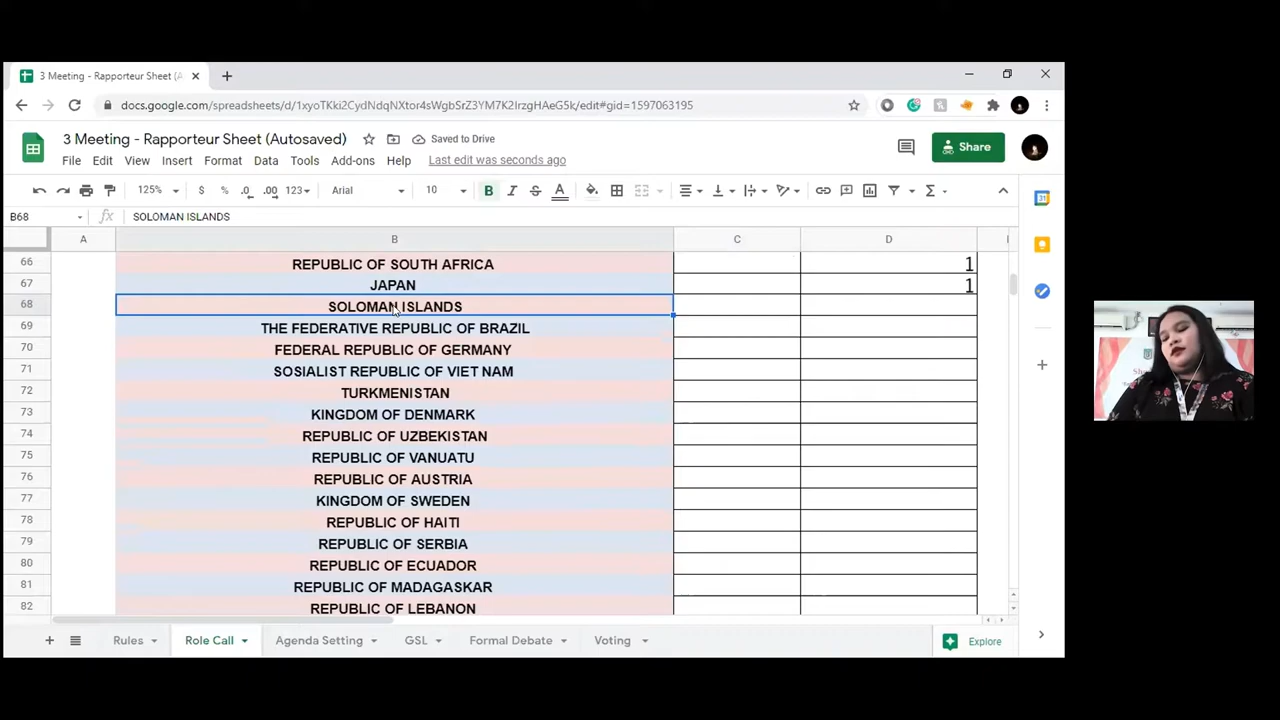 3 Meeting - Rapporteur Sheet (A
docs.google.com/spreadsheets/d/1xyoTKki2CydNdqNXtor4sWgbSrZ3YM7K2IrzgHAeG5k/edit#gid=1597063195
3 Meeting - Rapporteur Sheet (Autosaved)
Saved to Drive
File Edit View Insert Format Data Tools Add-ons Help Last edit was seconds ago
Share
125% $ % .0 .00 123 Arial 10 B I S A
B68 fx SOLOMAN ISLANDS
A B C D
66 REPUBLIC OF SOUTH AFRICA 1
67 JAPAN 1
68 SOLOMAN ISLANDS
69 THE FEDERATIVE REPUBLIC OF BRAZIL
70 FEDERAL REPUBLIC OF GERMANY
71 SOSIALIST REPUBLIC OF VIET NAM
72 TURKMENISTAN
73 KINGDOM OF DENMARK
74 REPUBLIC OF UZBEKISTAN
75 REPUBLIC OF VANUATU
76 REPUBLIC OF AUSTRIA
77 KINGDOM OF SWEDEN
78 REPUBLIC OF HAITI
79 REPUBLIC OF SERBIA
80 REPUBLIC OF ECUADOR
81 REPUBLIC OF MADAGASKAR
82 REPUBLIC OF LEBANON
Rules Role Call Agenda Setting GSL Formal Debate Voting Explore